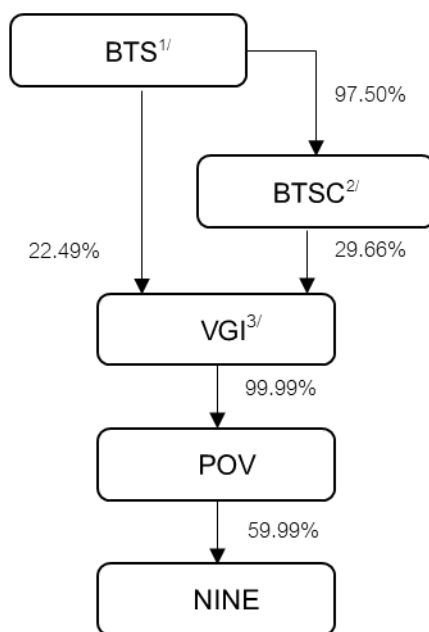 BTS1/
97.50%
BTSC2/
22.49%
29.66%
VGI3/
99.99%
POV
59.99%
NINE